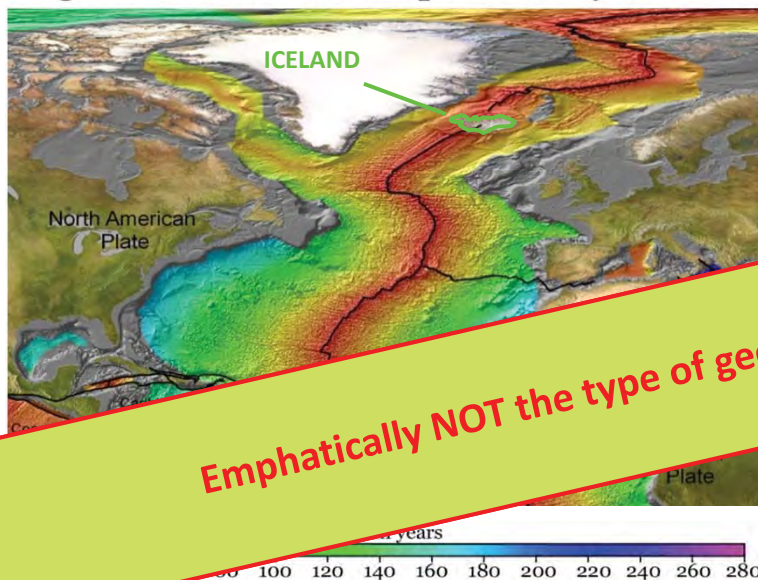 ICELAND
North American
Plate
Emphatically NOT the type of
Plate
years
100 120 140 160 180 200 220 240 260 280